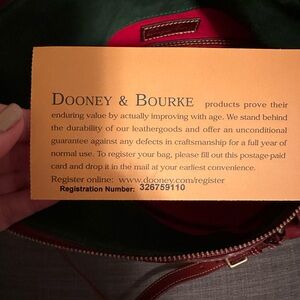 DOONEY & BOURKE products prove their
enduring value by actually improving with age. We stand behind
the durability of our leathergoods and offer an unconditional
guarantee against any defects in craftsmanship for a full year of
normal use. To register your bag, please fill out this postage-paid
card and drop it in the mail at your earliest convenience.
Register online: www.dooney.com/register
Registration Number: 326759110